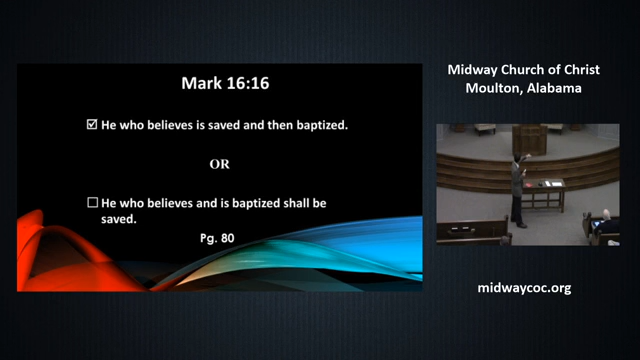 Mark 16:16
☑ He who believes is saved and then baptized.
OR
☐ He who believes and is baptized shall be
saved.
Pg. 80
Midway Church of Christ
Moulton, Alabama
midwaycoc.org